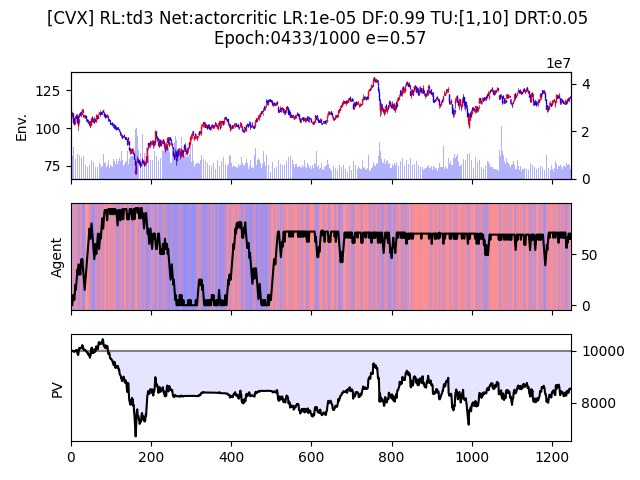 [CVX] RL:td3 Net:actorcritic LR:1e-05 DF:0.99 TU:[1,10] DRT:0.05
Epoch:0433/1000 e=0.57
1e7
Env.
125
100
75
4
2
0
Agent
50
0
PV
10000
8000
0 200 400 600 800 1000 1200